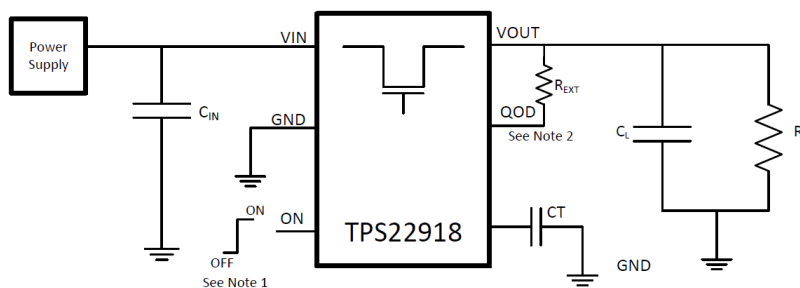 Power
Supply
VIN
VOUT
C_IN
R_EXT
GND
QOD
See Note 2
C_L
R
ON
ON
OFF
See Note 1
TPS22918
CT
GND